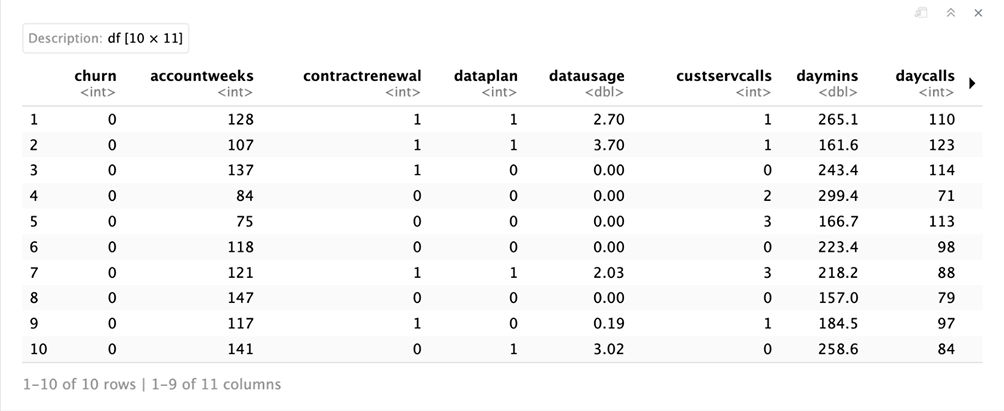 Description: df [10 × 11]
churn accountweeks contractrenewal dataplan datausage custservcalls daymins daycalls
<int> <int> <int> <int> <dbl> <int> <dbl> <int>
1 0 128 1 1 2.70 1 265.1 110
2 0 107 1 1 3.70 1 161.6 123
3 0 137 1 0 0.00 0 243.4 114
4 0 84 0 0 0.00 2 299.4 71
5 0 75 0 0 0.00 3 166.7 113
6 0 118 0 0 0.00 0 223.4 98
7 0 121 1 1 2.03 3 218.2 88
8 0 147 0 0 0.00 0 157.0 79
9 0 117 1 0 0.19 1 184.5 97
10 0 141 0 1 3.02 0 258.6 84
1-10 of 10 rows | 1-9 of 11 columns